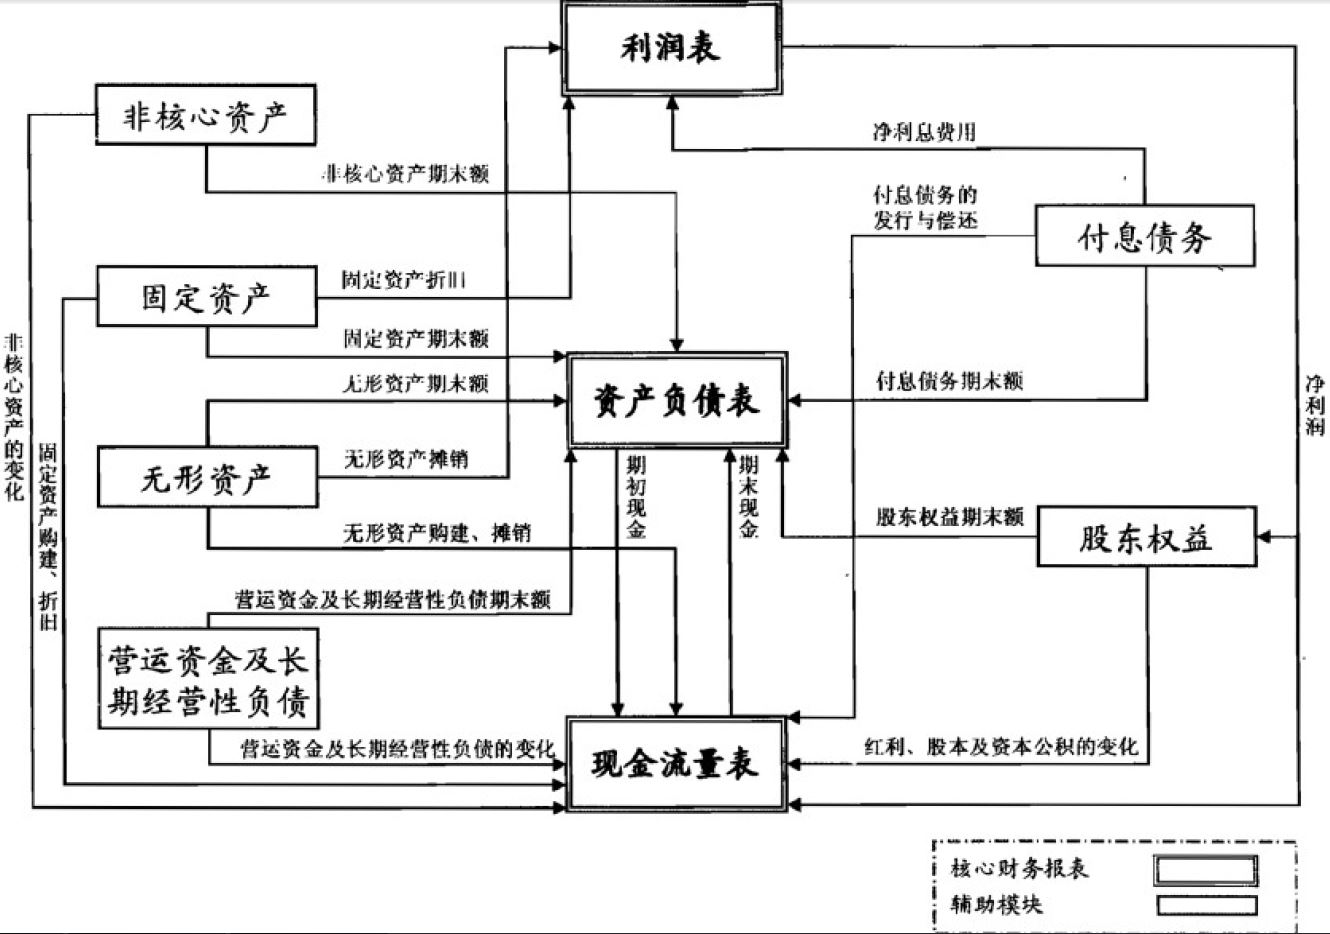 利润表
非核心资产
净利息费用
非核心资产期末额
付息债务的
发行与偿还
付息债务
固定资产
固定资产折旧
固定资产期末额
无形资产期末额
资产负债表
付息债务期末额
非核心资产的变化
净利润
固定资产购建、折旧
无形资产
无形资产摊销
期初现金
期末现金
股东权益期末额
股东权益
无形资产购建、摊销
营运资金及长期经营性负债期末额
营运资金及长
期经营性负债
营运资金及长期经营性负债的变化
现金流量表
红利、股本及资本公积的变化
核心财务报表
辅助模块